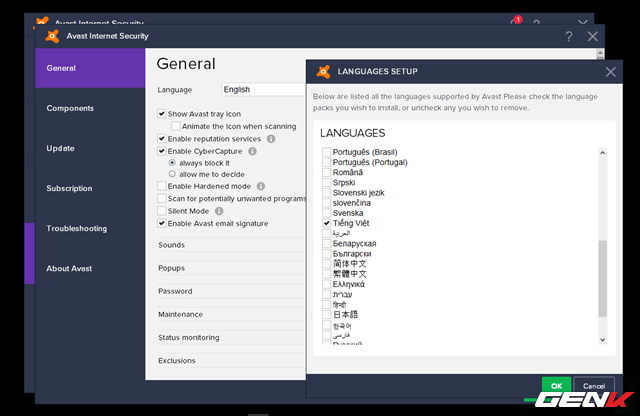 Avast Internet Security
1
?
Avast Internet Security
?
General
Components
Update
Subscription
Troubleshooting
About Avast
General
Language
English
Show Avast tray icon
Animate the icon when scanning
Enable reputation services
Enable CyberCapture
always block it
allow me to decide
Enable Hardened mode
Scan for potentially unwanted programs
Silent Mode
Enable Avast email signature
Sounds
Popups
Password
Maintenance
Status monitoring
Exclusions
LANGUAGES SETUP
Below are listed all the languages supported by Avast Please check the language
packs you wish to install, or uncheck any you wish to remove.
LANGUAGES
Português (Brasil)
Português (Portugal)
Română
Srpski
Slovenski jezik
slovenčina
Svenska
Tiếng Việt
العربية
Беларуская
Български
简体中文
繁體中文
Ελληνικά
עברית
हिन्दी
日本語
한국어
فارسی
Русский
OK
Cancel
GENK